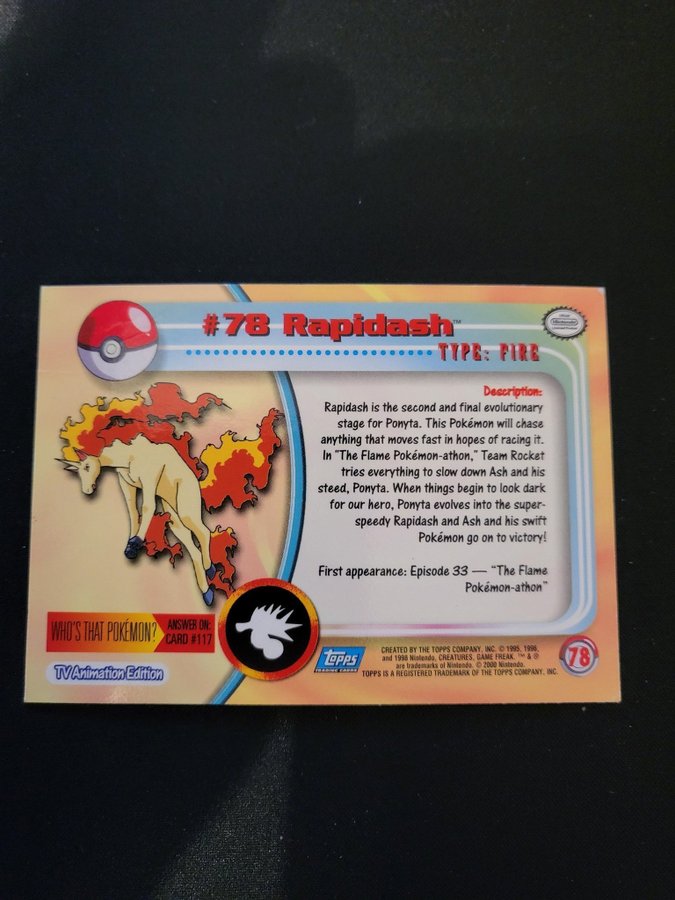 #78 Rapidash™
TYPE: FIRE
Nintendo
Description:
Rapidash is the second and final evolutionary
stage for Ponyta. This Pokémon will chase
anything that moves fast in hopes of racing it.
In "The Flame Pokémon-athon," Team Rocket
tries everything to slow down Ash and his
steed, Ponyta. When things begin to look dark
for our hero, Ponyta evolves into the super-
speedy Rapidash and Ash and his swift
Pokémon go on to victory!
First appearance: Episode 33 — "The Flame
Pokémon-athon"
WHO'S THAT POKÉMON?
ANSWER ON:
CARD #117
TV Animation Edition
topps
TRADING CARDS
CREATED BY THE TOPPS COMPANY, INC. © 1995, 1996,
and 1998 Nintendo, CREATURES, GAME FREAK. ™ & ®
are trademarks of Nintendo. © 2000 Nintendo.
TOPPS IS A REGISTERED TRADEMARK OF THE TOPPS COMPANY, INC.
78